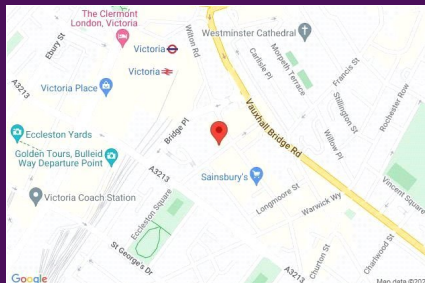 The Clermont
London, Victoria
Ebury St
Wilton Rd
Westminster Cathedral
Victoria
Carlisle Pl
Morpeth Terrace
Francis St
Victoria
A3213
Victoria Place
Stillington St
Rochester Row
Vauxhall Bridge Rd
Bridge Pl
Eccleston Yards
Willow Pl
Golden Tours, Bulleid
Way Departure Point
A3213
Sainsbury's
Vincent Square
Victoria Coach Station
Eccleston Square
Longmoore St
Warwick Wy
St George's Dr
Churton St
Charlwood St
A3213
Google
Map data ©202